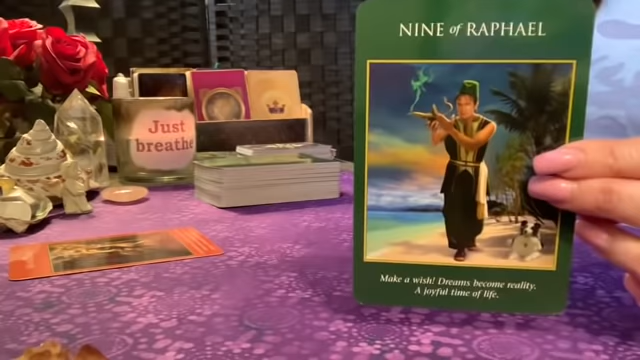 NINE of RAPHAEL
Just
breathe
Make a wish! Dreams become reality.
A joyful time of life.